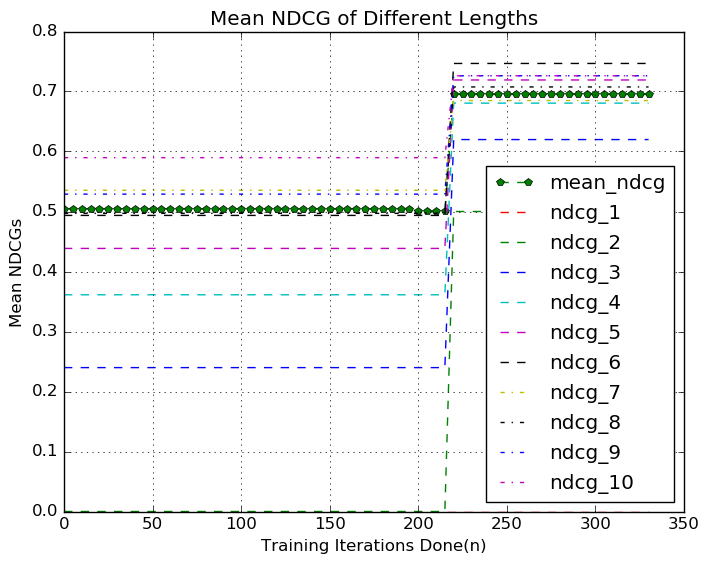 Mean NDCG of Different Lengths
0.8
0.7
0.6
0.5
0.4
0.3
0.2
0.1
0.0
Mean NDCGs
mean_ndcg
ndcg_1
ndcg_2
ndcg_3
ndcg_4
ndcg_5
ndcg_6
ndcg_7
ndcg_8
ndcg_9
ndcg_10
0 50 100 150 200 250 300 350
Training Iterations Done(n)